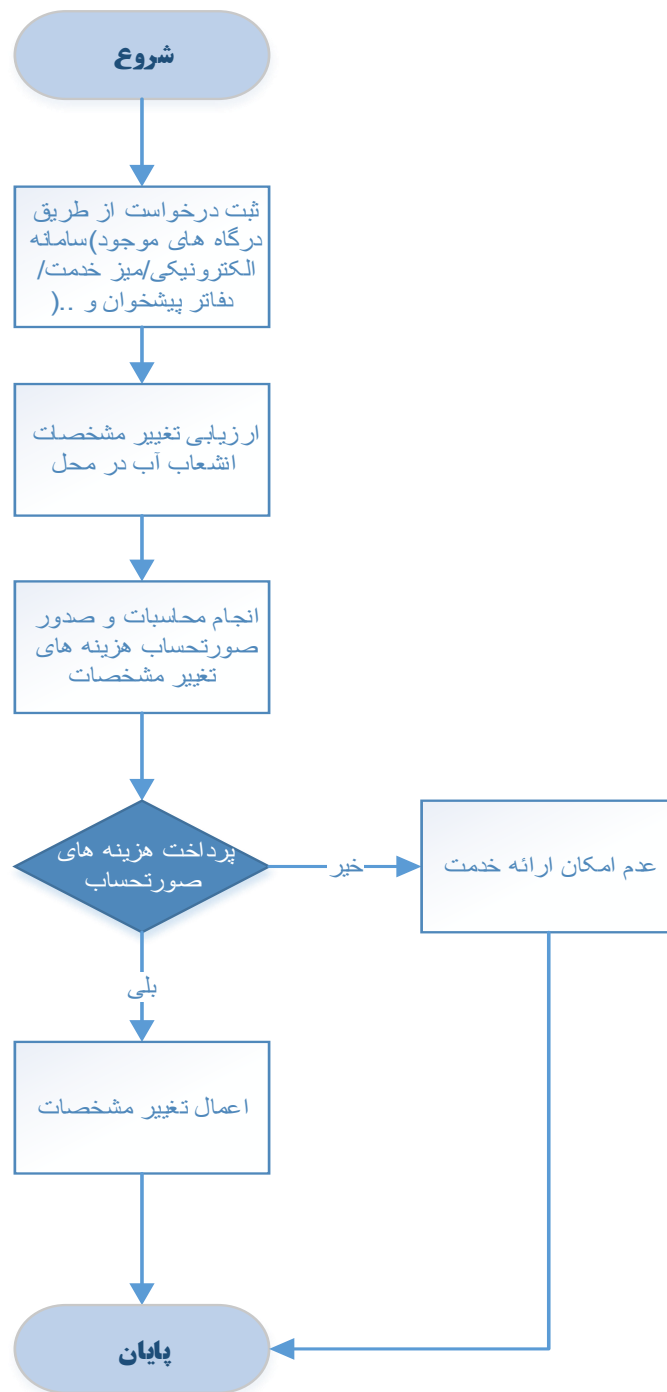 شروع
ثبت درخواست از طریق
درگاه های موجود)سامانه
الکترونیکی/میز خدمت/
دفاتر پیشخوان و ..(
ارزیابی تغییر مشخصات
انشعاب آب در محل
انجام محاسبات و صدور
صورتحساب هزینه های
تغییر مشخصات
پرداخت هزینه های
صورتحساب
خیر
عدم امکان ارائه خدمت
بلی
اعمال تغییر مشخصات
پایان